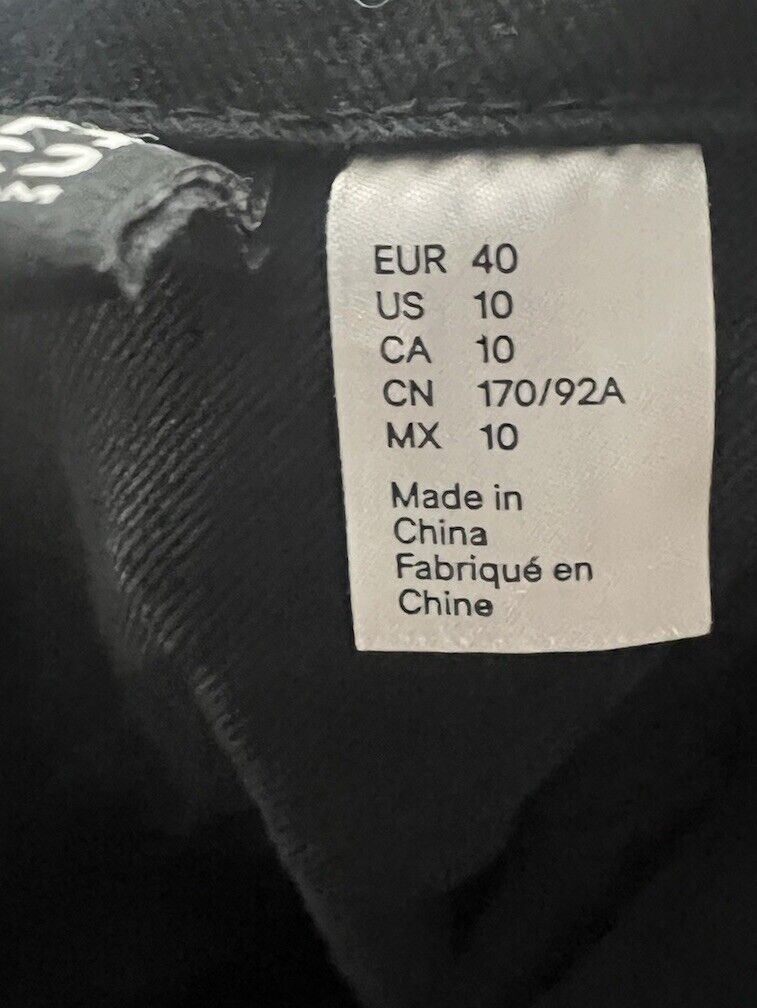 EUR 40
US 10
CA 10
CN 170/92A
MX 10
Made in
China
Fabriqué en
Chine